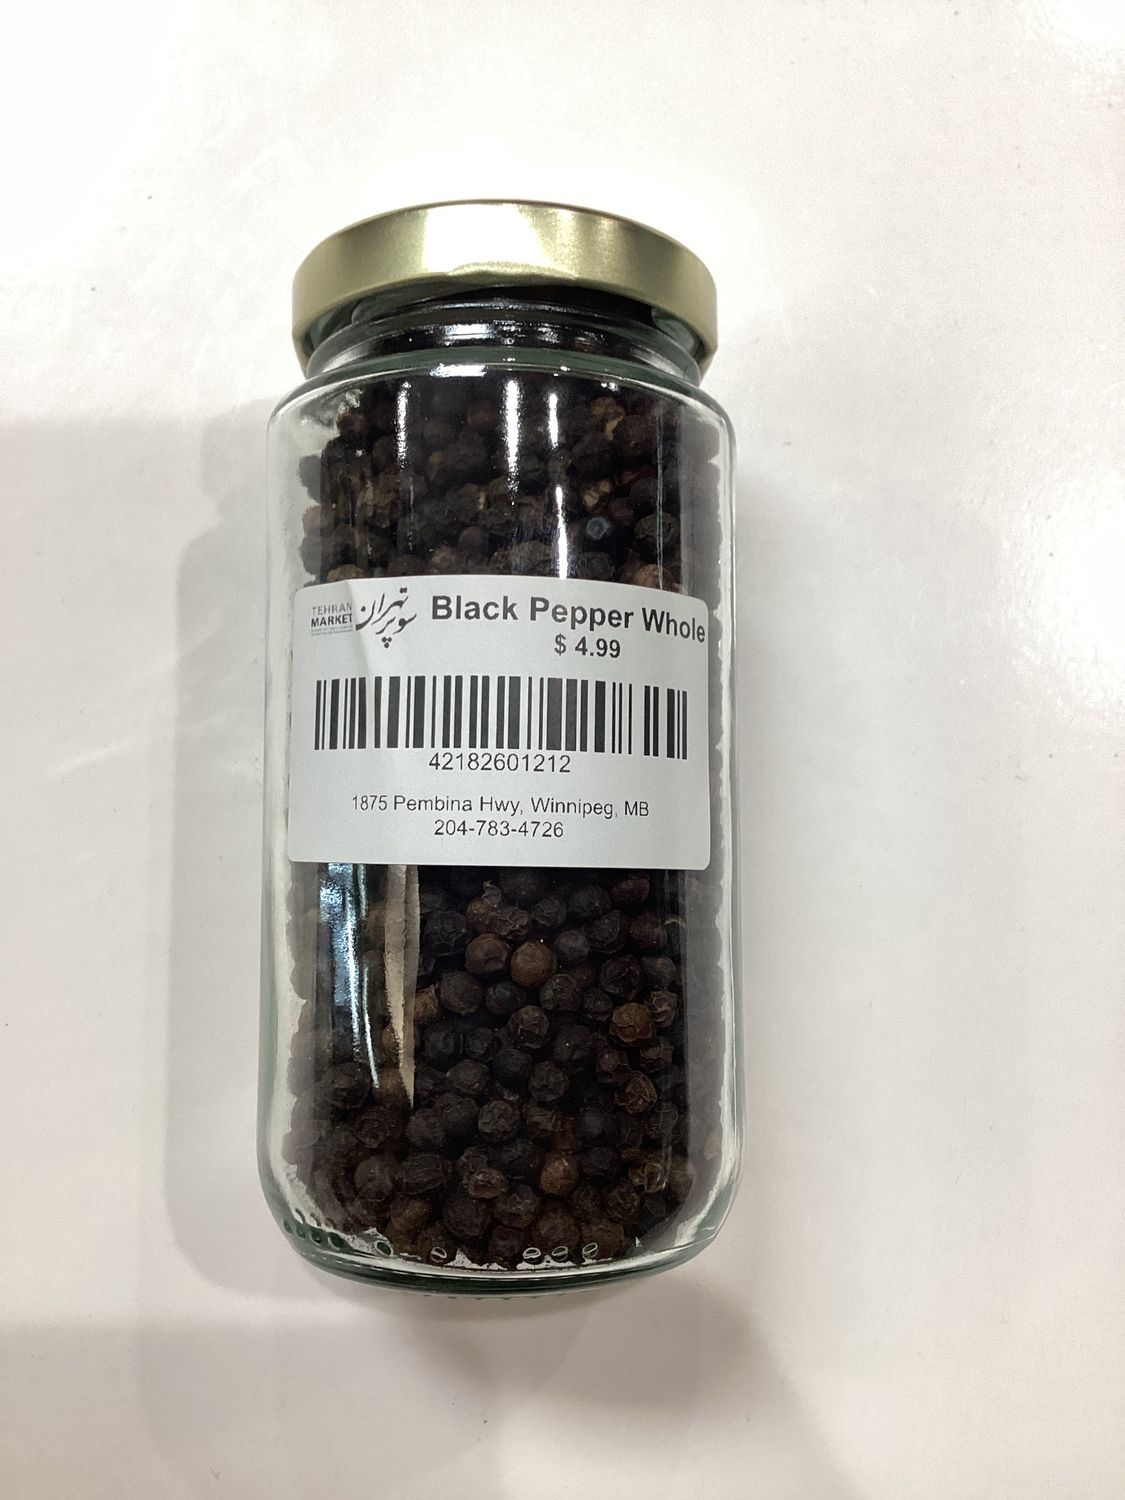 TEHRAN
MARKET
سوپر تهران
Black Pepper Whole
$ 4.99
42182601212
1875 Pembina Hwy, Winnipeg, MB
204-783-4726